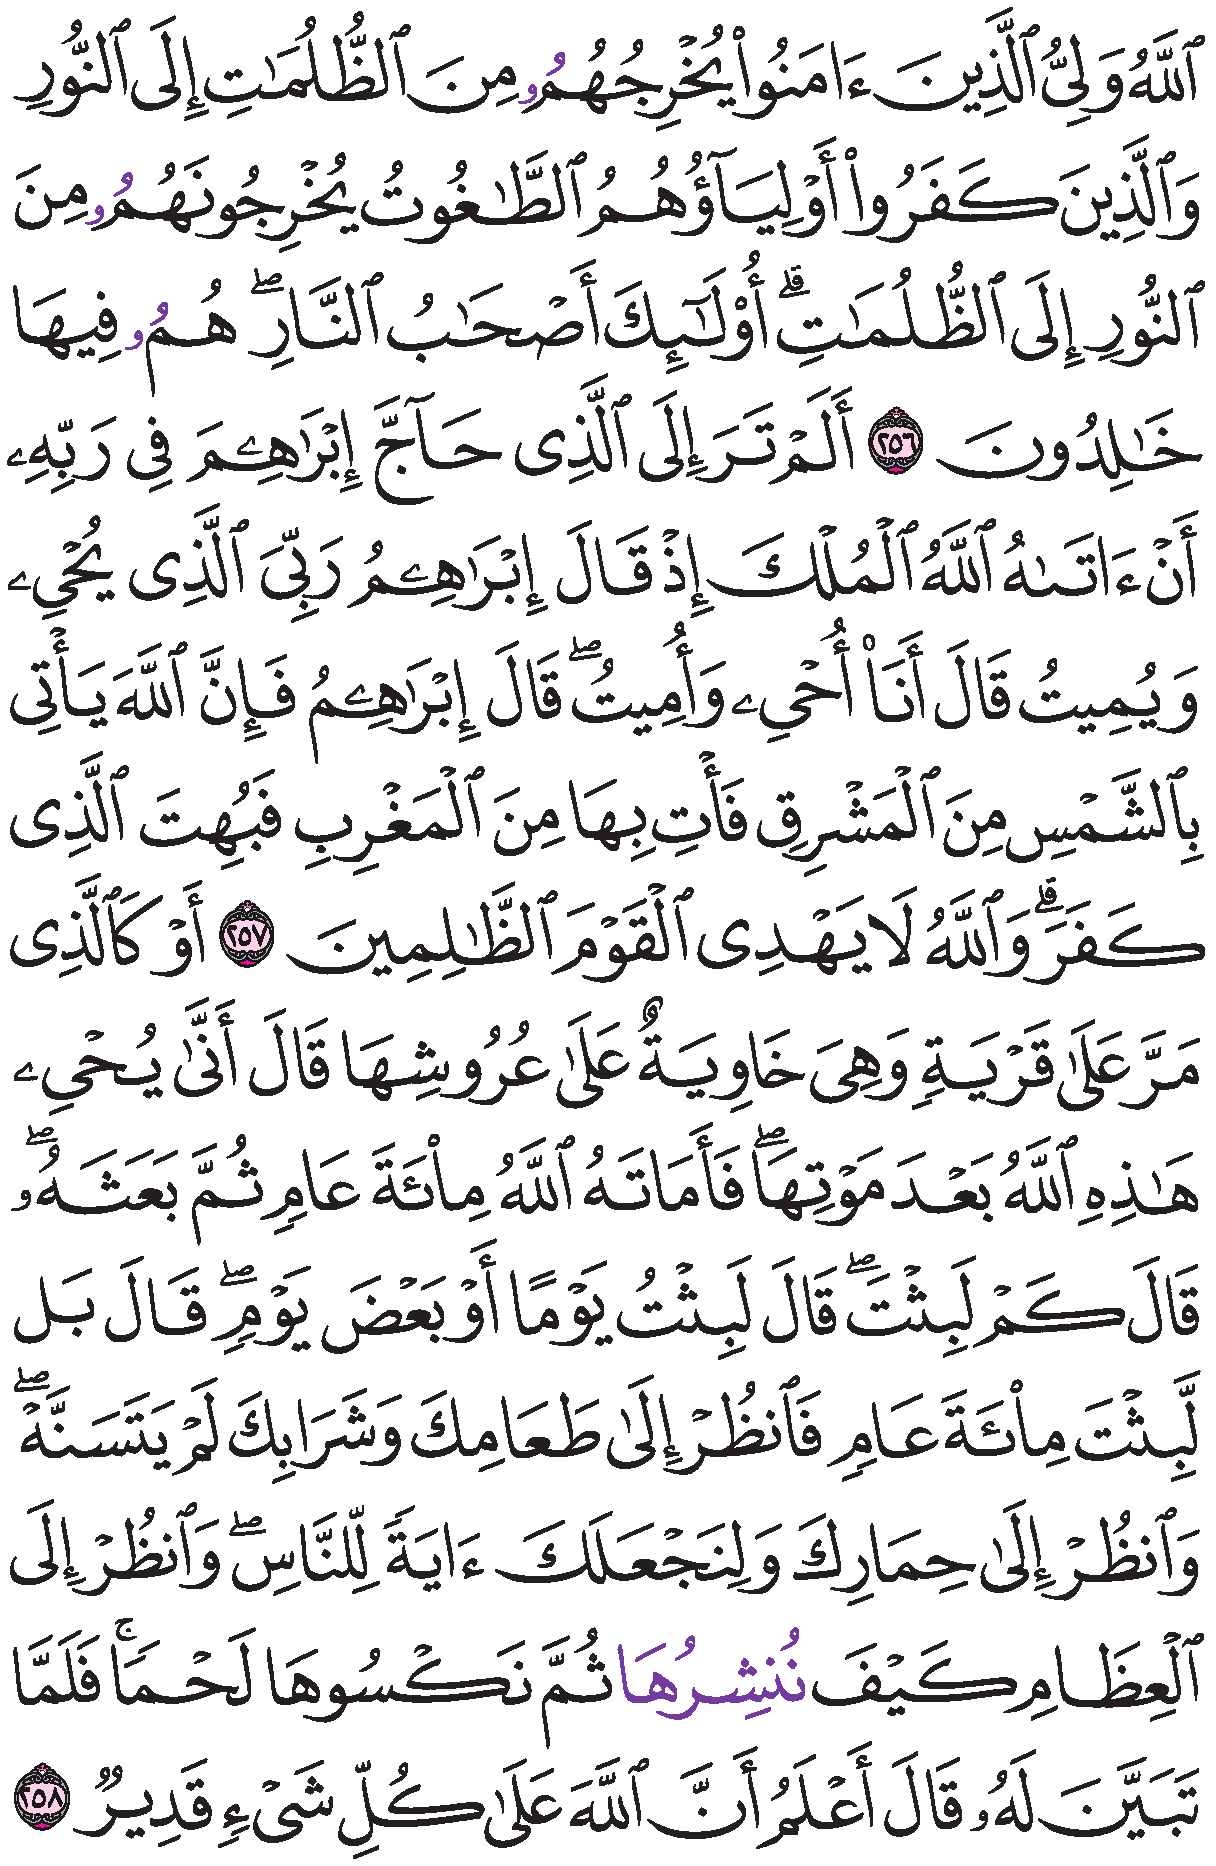 ٱللَّهُ وَلِىُّ ٱلَّذِينَ ءَامَنُوا۟ يُخْرِجُهُمُۥ مِنَ ٱلظُّلُمَٰتِ إِلَى ٱلنُّورِ
وَٱلَّذِينَ كَفَرُوا۟ أَوْلِيَآؤُهُمُ ٱلطَّٰغُوتُ يُخْرِجُونَهُمُۥ مِنَ
ٱلنُّورِ إِلَى ٱلظُّلُمَٰتِۗ أُو۟لَٰٓئِكَ أَصْحَٰبُ ٱلنَّارِۖ هُمُۥ فِيهَا
خَٰلِدُونَ ٢٥٦ أَلَمْ تَرَ إِلَى ٱلَّذِى حَآجَّ إِبْرَٰهِـۧمَ فِى رَبِّهِۦ
أَنْ ءَاتَىٰهُ ٱللَّهُ ٱلْمُلْكَ إِذْ قَالَ إِبْرَٰهِـۧمُ رَبِّىَ ٱلَّذِى يُحْىِۦ
وَيُمِيتُ قَالَ أَنَا۠ أُحْىِۦ وَأُمِيتُۖ قَالَ إِبْرَٰهِـۧمُ فَإِنَّ ٱللَّهَ يَأْتِى
بِٱلشَّمْسِ مِنَ ٱلْمَشْرِقِ فَأْتِ بِهَا مِنَ ٱلْمَغْرِبِ فَبُهِتَ ٱلَّذِى
كَفَرَۗ وَٱللَّهُ لَا يَهْدِى ٱلْقَوْمَ ٱلظَّٰلِمِينَ ٢٥٧ أَوْ كَٱلَّذِى
مَرَّ عَلَىٰ قَرْيَةٍ وَهِىَ خَاوِيَةٌ عَلَىٰ عُرُوشِهَا قَالَ أَنَّىٰ يُحْىِۦ
هَٰذِهِ ٱللَّهُ بَعْدَ مَوْتِهَاۖ فَأَمَاتَهُ ٱللَّهُ مِا۟ئَةَ عَامٍ ثُمَّ بَعَثَهُۥۖ
قَالَ كَمْ لَبِثْتَۖ قَالَ لَبِثْتُ يَوْمًا أَوْ بَعْضَ يَوْمٍۖ قَالَ بَل
لَّبِثْتَ مِا۟ئَةَ عَامٍ فَٱنظُرْ إِلَىٰ طَعَامِكَ وَشَرَابِكَ لَمْ يَتَسَنَّهْۖ
وَٱنظُرْ إِلَىٰ حِمَارِكَ وَلِنَجْعَلَكَ ءَايَةً لِّلنَّاسِۖ وَٱنظُرْ إِلَى
ٱلْعِظَامِ كَيْفَ نُنشِرُهَا ثُمَّ نَكْسُوهَا لَحْمًاۚ فَلَمَّا
تَبَيَّنَ لَهُۥ قَالَ أَعْلَمُ أَنَّ ٱللَّهَ عَلَىٰ كُلِّ شَىْءٍ قَدِيرٌ ٢٥٨